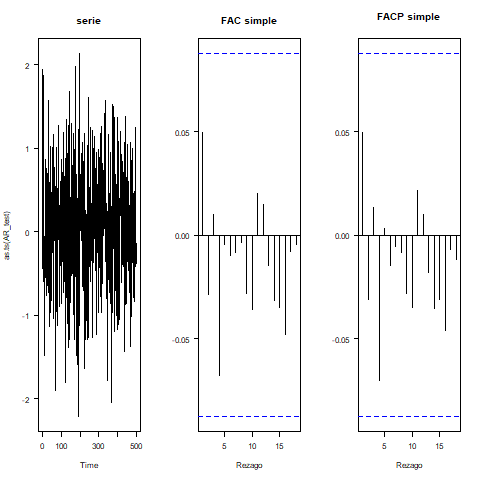 serie
FAC simple
FACP simple
as.ts(AR_test)
2
1
0
-1
-2
0 100 300 500
Time
0.05
0.00
-0.05
5 10 15
Rezago
0.05
0.00
-0.05
5 10 15
Rezago